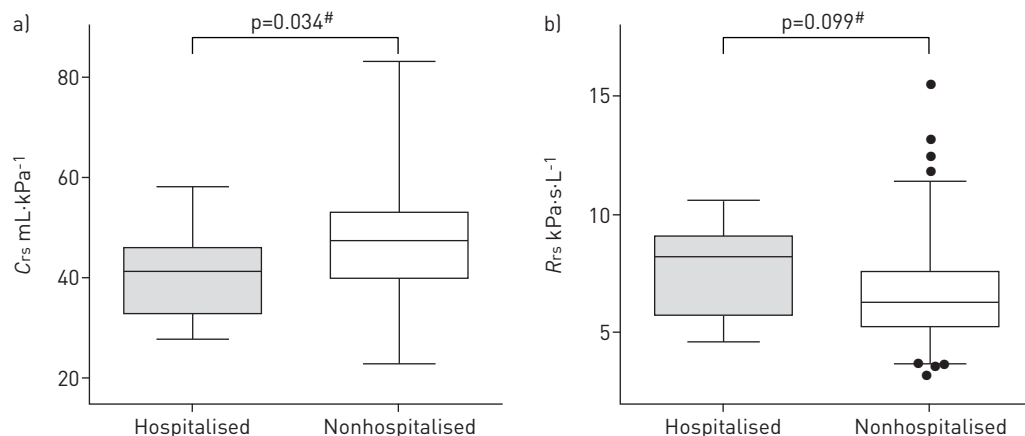 a)
p=0.034#
Crs mL·kPa-1
80
60
40
20
Hospitalised
Nonhospitalised
b)
p=0.099#
Rrs kPa·s·L-1
15
10
5
Hospitalised
Nonhospitalised